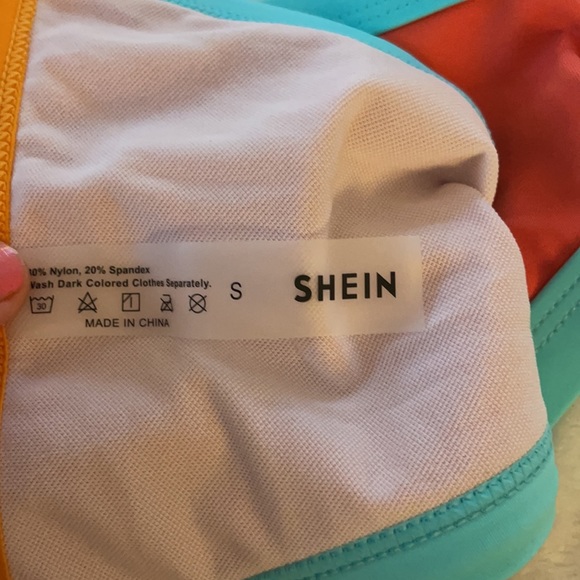 Nylon, 20% Spandex
Wash Dark Colored Clothes Separately.
30
S
SHEIN
MADE IN CHINA